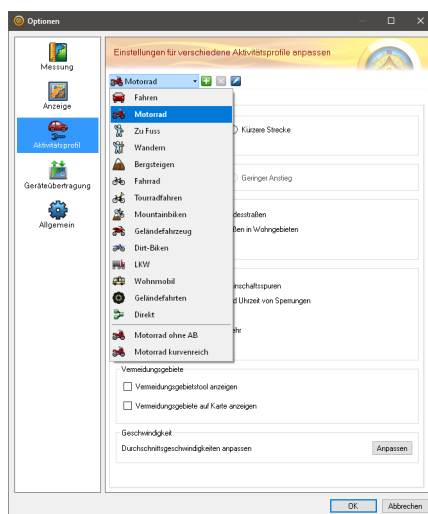 Optionen
Einstellungen für verschiedene Aktivitätsprofile anpassen
Messung
Anzeige
Aktivitätsprofil
Geräteübertragung
Allgemein
Motorrad
Fahren
Motorrad
Zu Fuss
Wandern
Bergsteigen
Fahrrad
Tourradfahren
Mountainbiken
Geländefahrzeug
Dirt-Biken
LKW
Wohnmobil
Geländefahrten
Direkt
Motorrad ohne AB
Motorrad kurvenreich
Kürzere Strecke
Geringer Anstieg
desstraßen
ßen in Wohngebieten
inschaftsspuren
d Uhrzeit von Sperrungen
ehr
Vermeidungsgebiete
Vermeidungsgebietstool anzeigen
Vermeidungsgebiete auf Karte anzeigen
Geschwindigkeit
Durchschnittsgeschwindigkeiten anpassen
Anpassen
OK
Abbrechen